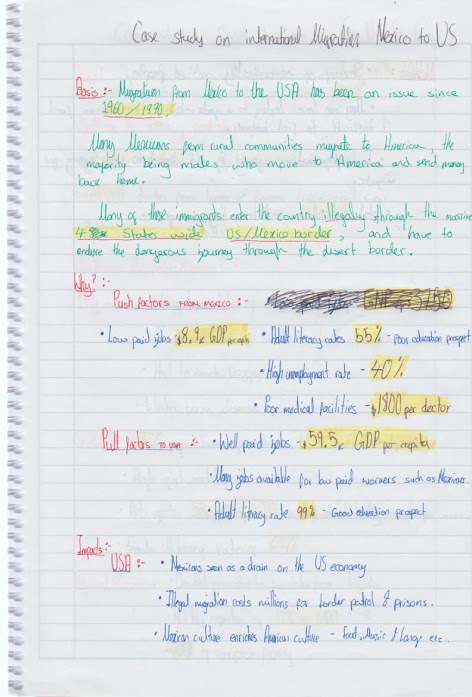 Case study on international Migration Mexico to US
Basis :- Migration from Mexico to the USA has been an issue since
1960/1970.
Many Mexicans from rural communities migrate to America, the
majority being males who move to America and send money
back home.
Many of these immigrants enter the country illegally through the massive
4 States wide US/Mexico border, and have to
endure the dangerous journey through the desert border.
Why? :-
Push factors FROM MEXICO :-
• Low paid jobs $8.9k GDP per capita • Adult literacy rates 55% - poor education prospect
• High unemployment rate - 40%
• Poor medical facilities - $1800 per doctor
Pull factors TO USA :- • Well paid jobs - $59.5k GDP per capita
• Many jobs available for low paid workers such as Mexicans
• Adult literacy rate 99% - Good education prospect
Impacts :-
USA :- • Mexicans seen as a drain on the US economy
• Illegal migration costs millions for border patrol & prisons.
• Mexican culture enriches American culture - food, Music & Lang etc.